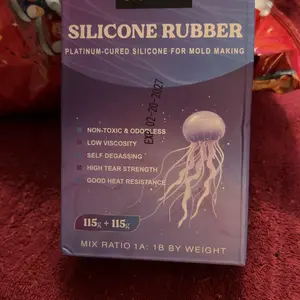 SILICONE RUBBER
PLATINUM-CURED SILICONE FOR MOLD MAKING
EXP 02-20-2027
NON-TOXIC & ODORLESS
LOW VISCOSITY
SELF DEGASSING
HIGH TEAR STRENGTH
GOOD HEAT RESISTANCE
115g + 115g
MIX RATIO 1A: 1B BY WEIGHT